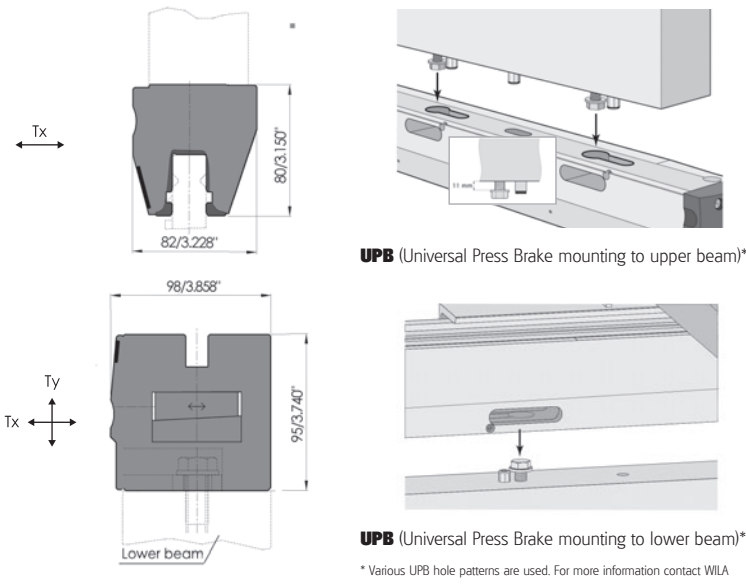 Tx
80/3.150"
82/3.228"
11 mm
UPB (Universal Press Brake mounting to upper beam)*
98/3.858"
Ty
Tx
95/3.740"
Lower beam
UPB (Universal Press Brake mounting to lower beam)*
* Various UPB hole patterns are used. For more information contact WILA